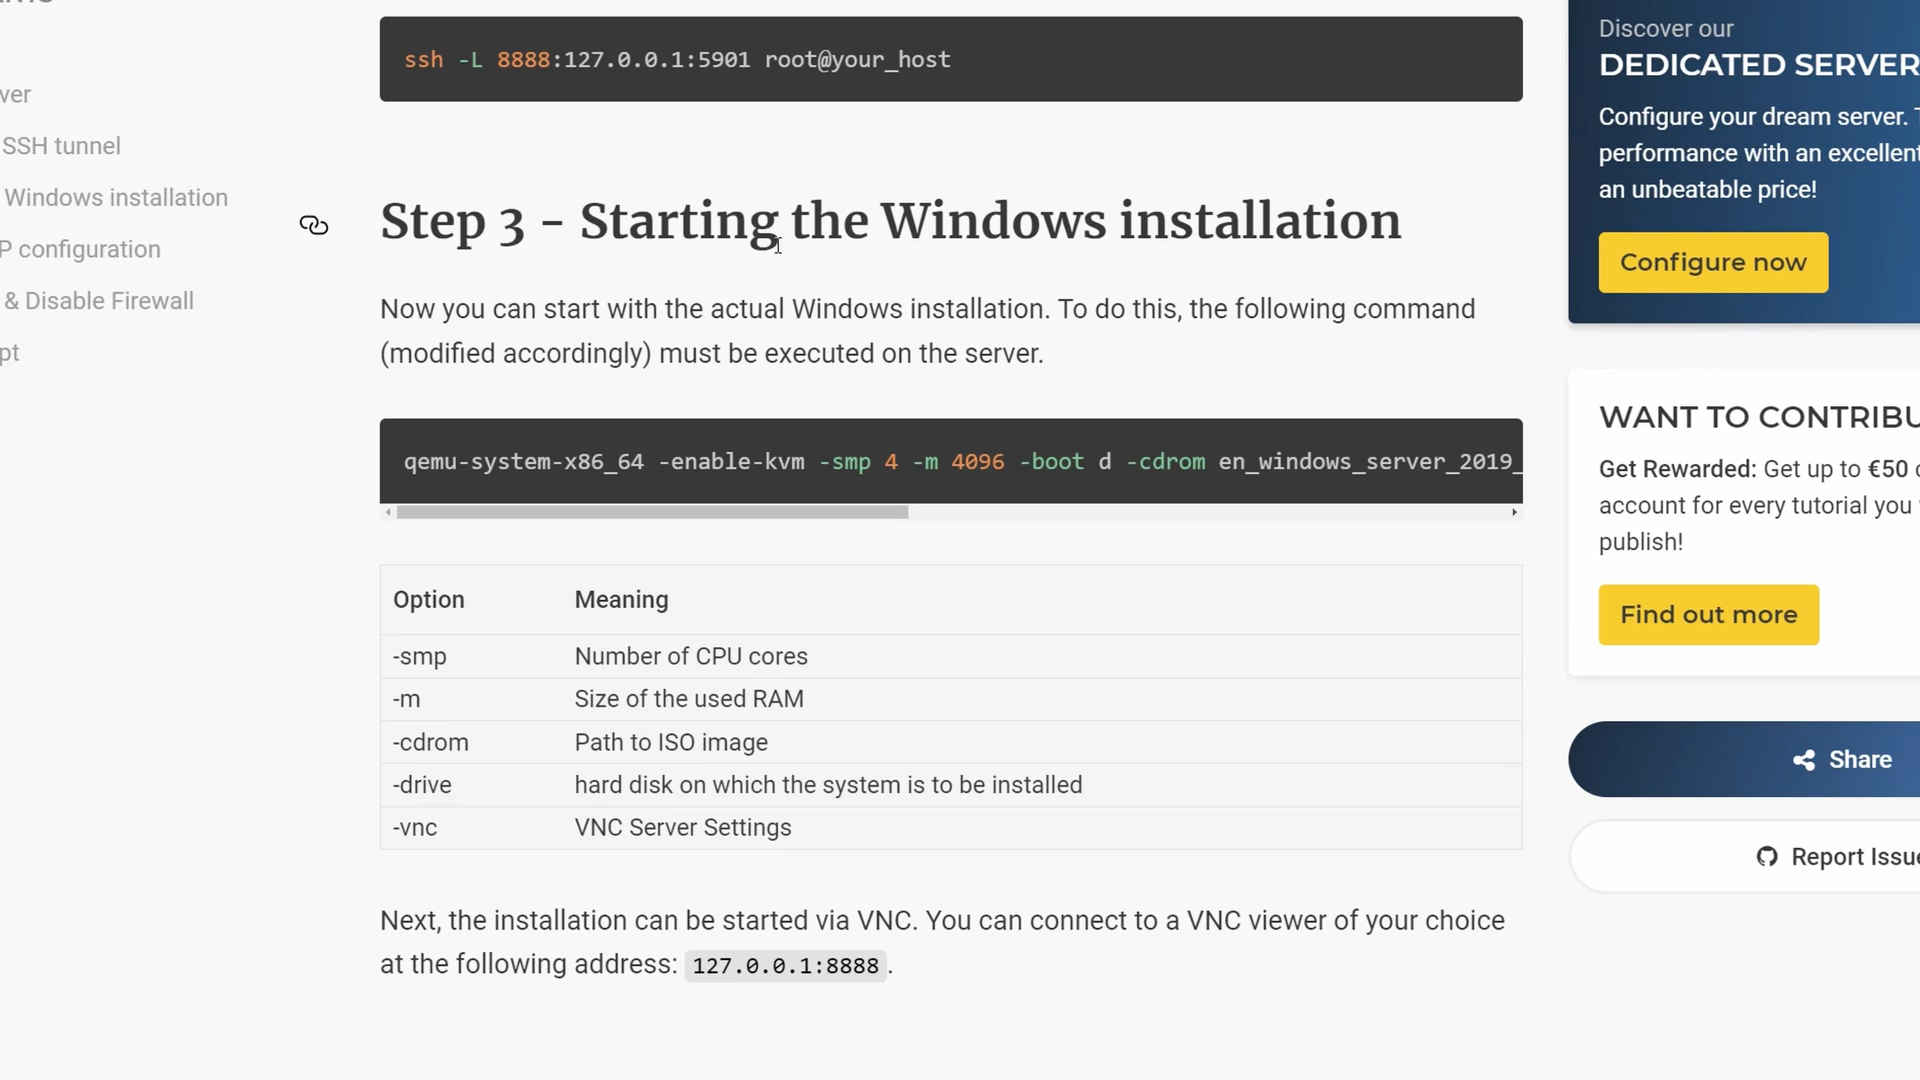 ssh -L 8888:127.0.0.1:5901 root@your_host
ver
SSH tunnel
Windows installation
P configuration
& Disable Firewall
pt
Step 3 - Starting the Windows installation
Now you can start with the actual Windows installation. To do this, the following command
(modified accordingly) must be executed on the server.
qemu-system-x86_64 -enable-kvm -smp 4 -m 4096 -boot d -cdrom en_windows_server_2019_
Option Meaning
-smp Number of CPU cores
-m Size of the used RAM
-cdrom Path to ISO image
-drive hard disk on which the system is to be installed
-vnc VNC Server Settings
Next, the installation can be started via VNC. You can connect to a VNC viewer of your choice
at the following address: 127.0.0.1:8888.
Discover our
DEDICATED SERVER
Configure your dream server. T
performance with an excellent
an unbeatable price!
Configure now
WANT TO CONTRIBU
Get Rewarded: Get up to €50
account for every tutorial you
publish!
Find out more
Share
Report Issue